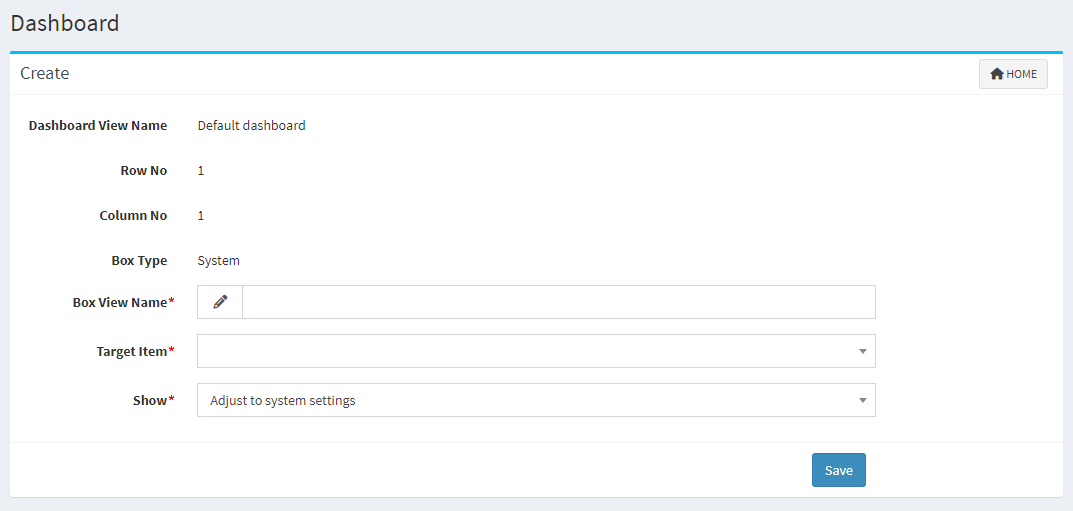 Dashboard
Create
HOME
Dashboard View Name Default dashboard
Row No 1
Column No 1
Box Type System
Box View Name*
Target Item*
Show* Adjust to system settings
Save